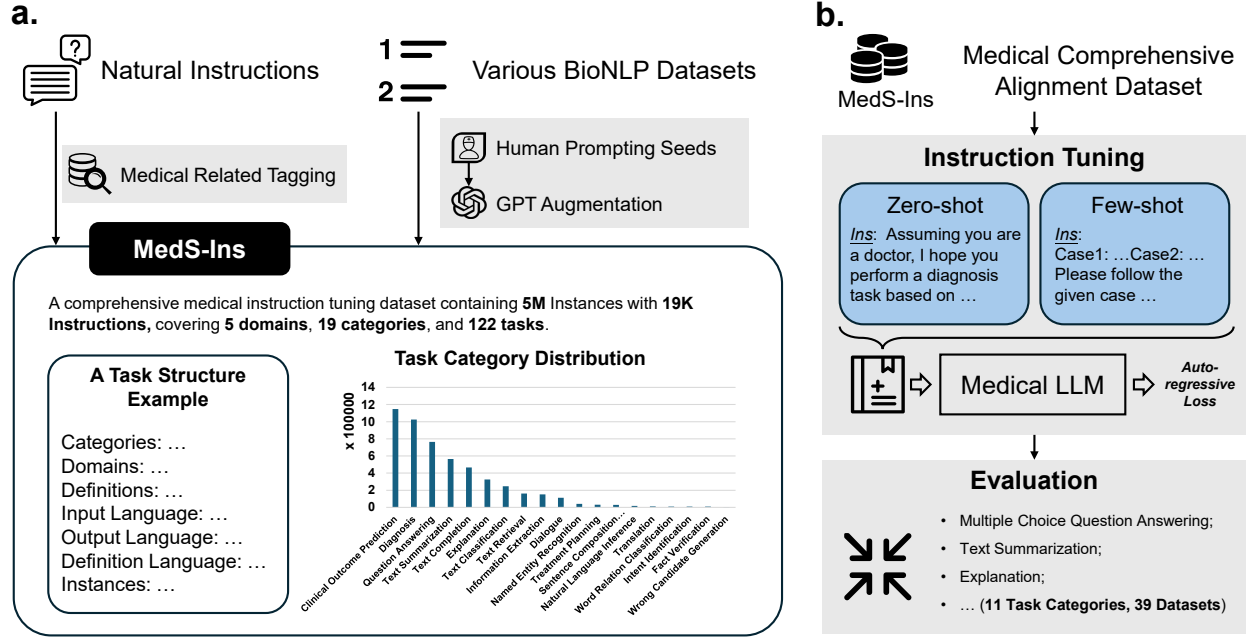 a.
?
Natural Instructions
1
2
Various BioNLP Datasets
Medical Related Tagging
Human Prompting Seeds
GPT Augmentation
MedS-Ins
A comprehensive medical instruction tuning dataset containing 5M Instances with 19K
Instructions, covering 5 domains, 19 categories, and 122 tasks.
A Task Structure
Example
Categories: …
Domains: …
Definitions: …
Input Language: …
Output Language: …
Definition Language: …
Instances: …
Task Category Distribution
x 100000
14
12
10
8
6
4
2
0
Clinical Outcome Prediction
Diagnosis
Question Answering
Text Summarization
Text Completion
Explanation
Text Classification
Text Retrieval
Information Extraction
Dialogue
Named Entity Recognition
Treatment Planning
Sentence Composition…
Natural Language Inference
Translation
Word Relation Classification
Intent Identification
Fact Verification
Wrong Candidate Generation
b.
MedS-Ins
Medical Comprehensive
Alignment Dataset
Instruction Tuning
Zero-shot
Ins: Assuming you are
a doctor, I hope you
perform a diagnosis
task based on …
Few-shot
Ins:
Case1: …Case2: …
Please follow the
given case …
Medical LLM
Auto-
regressive
Loss
Evaluation
• Multiple Choice Question Answering;
• Text Summarization;
• Explanation;
• … (11 Task Categories, 39 Datasets)